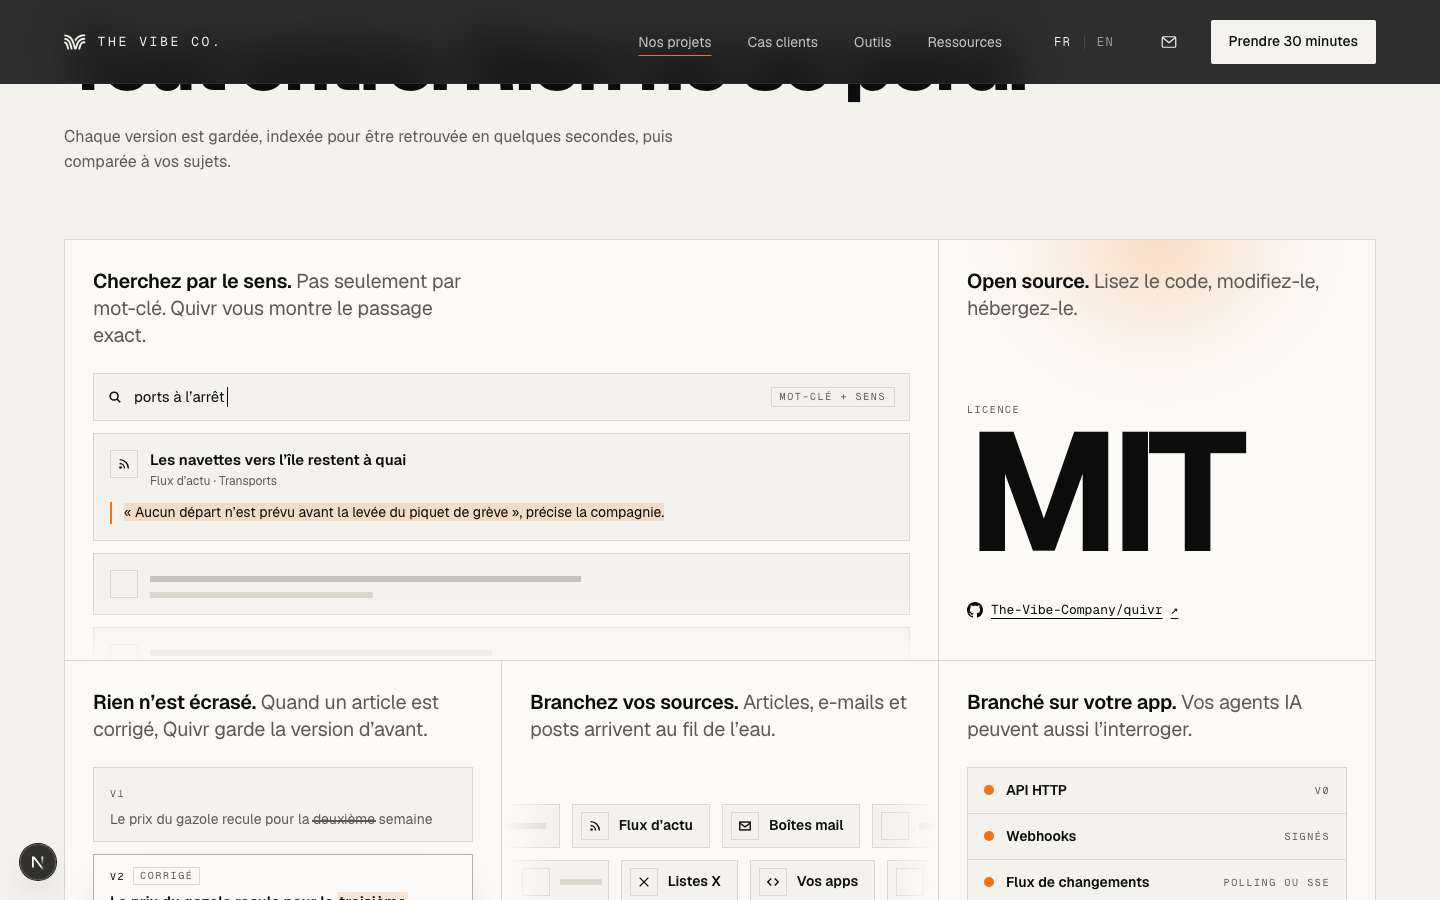 THE VIBE CO.
Nos projets
Cas clients
Outils
Ressources
FR
EN
Prendre 30 minutes
Chaque version est gardée, indexée pour être retrouvée en quelques secondes, puis
comparée à vos sujets.
Cherchez par le sens. Pas seulement par
mot-clé. Quivr vous montre le passage
exact.
ports à l’arrêt
MOT-CLÉ + SENS
Les navettes vers l’île restent à quai
Flux d’actu · Transports
« Aucun départ n’est prévu avant la levée du piquet de grève », précise la compagnie.
Open source. Lisez le code, modifiez-le,
hébergez-le.
LICENCE
MIT
The-Vibe-Company/quivr ↗
Rien n’est écrasé. Quand un article est
corrigé, Quivr garde la version d’avant.
V1
Le prix du gazole recule pour la deuxième semaine
V2 CORRIGÉ
Le prix du gazole recule pour la troisième
Branchez vos sources. Articles, e-mails et
posts arrivent au fil de l’eau.
Flux d’actu
Boîtes mail
Listes X
Vos apps
Branché sur votre app. Vos agents IA
peuvent aussi l’interroger.
API HTTP
V0
Webhooks
SIGNÉS
Flux de changements
POLLING OU SSE
N